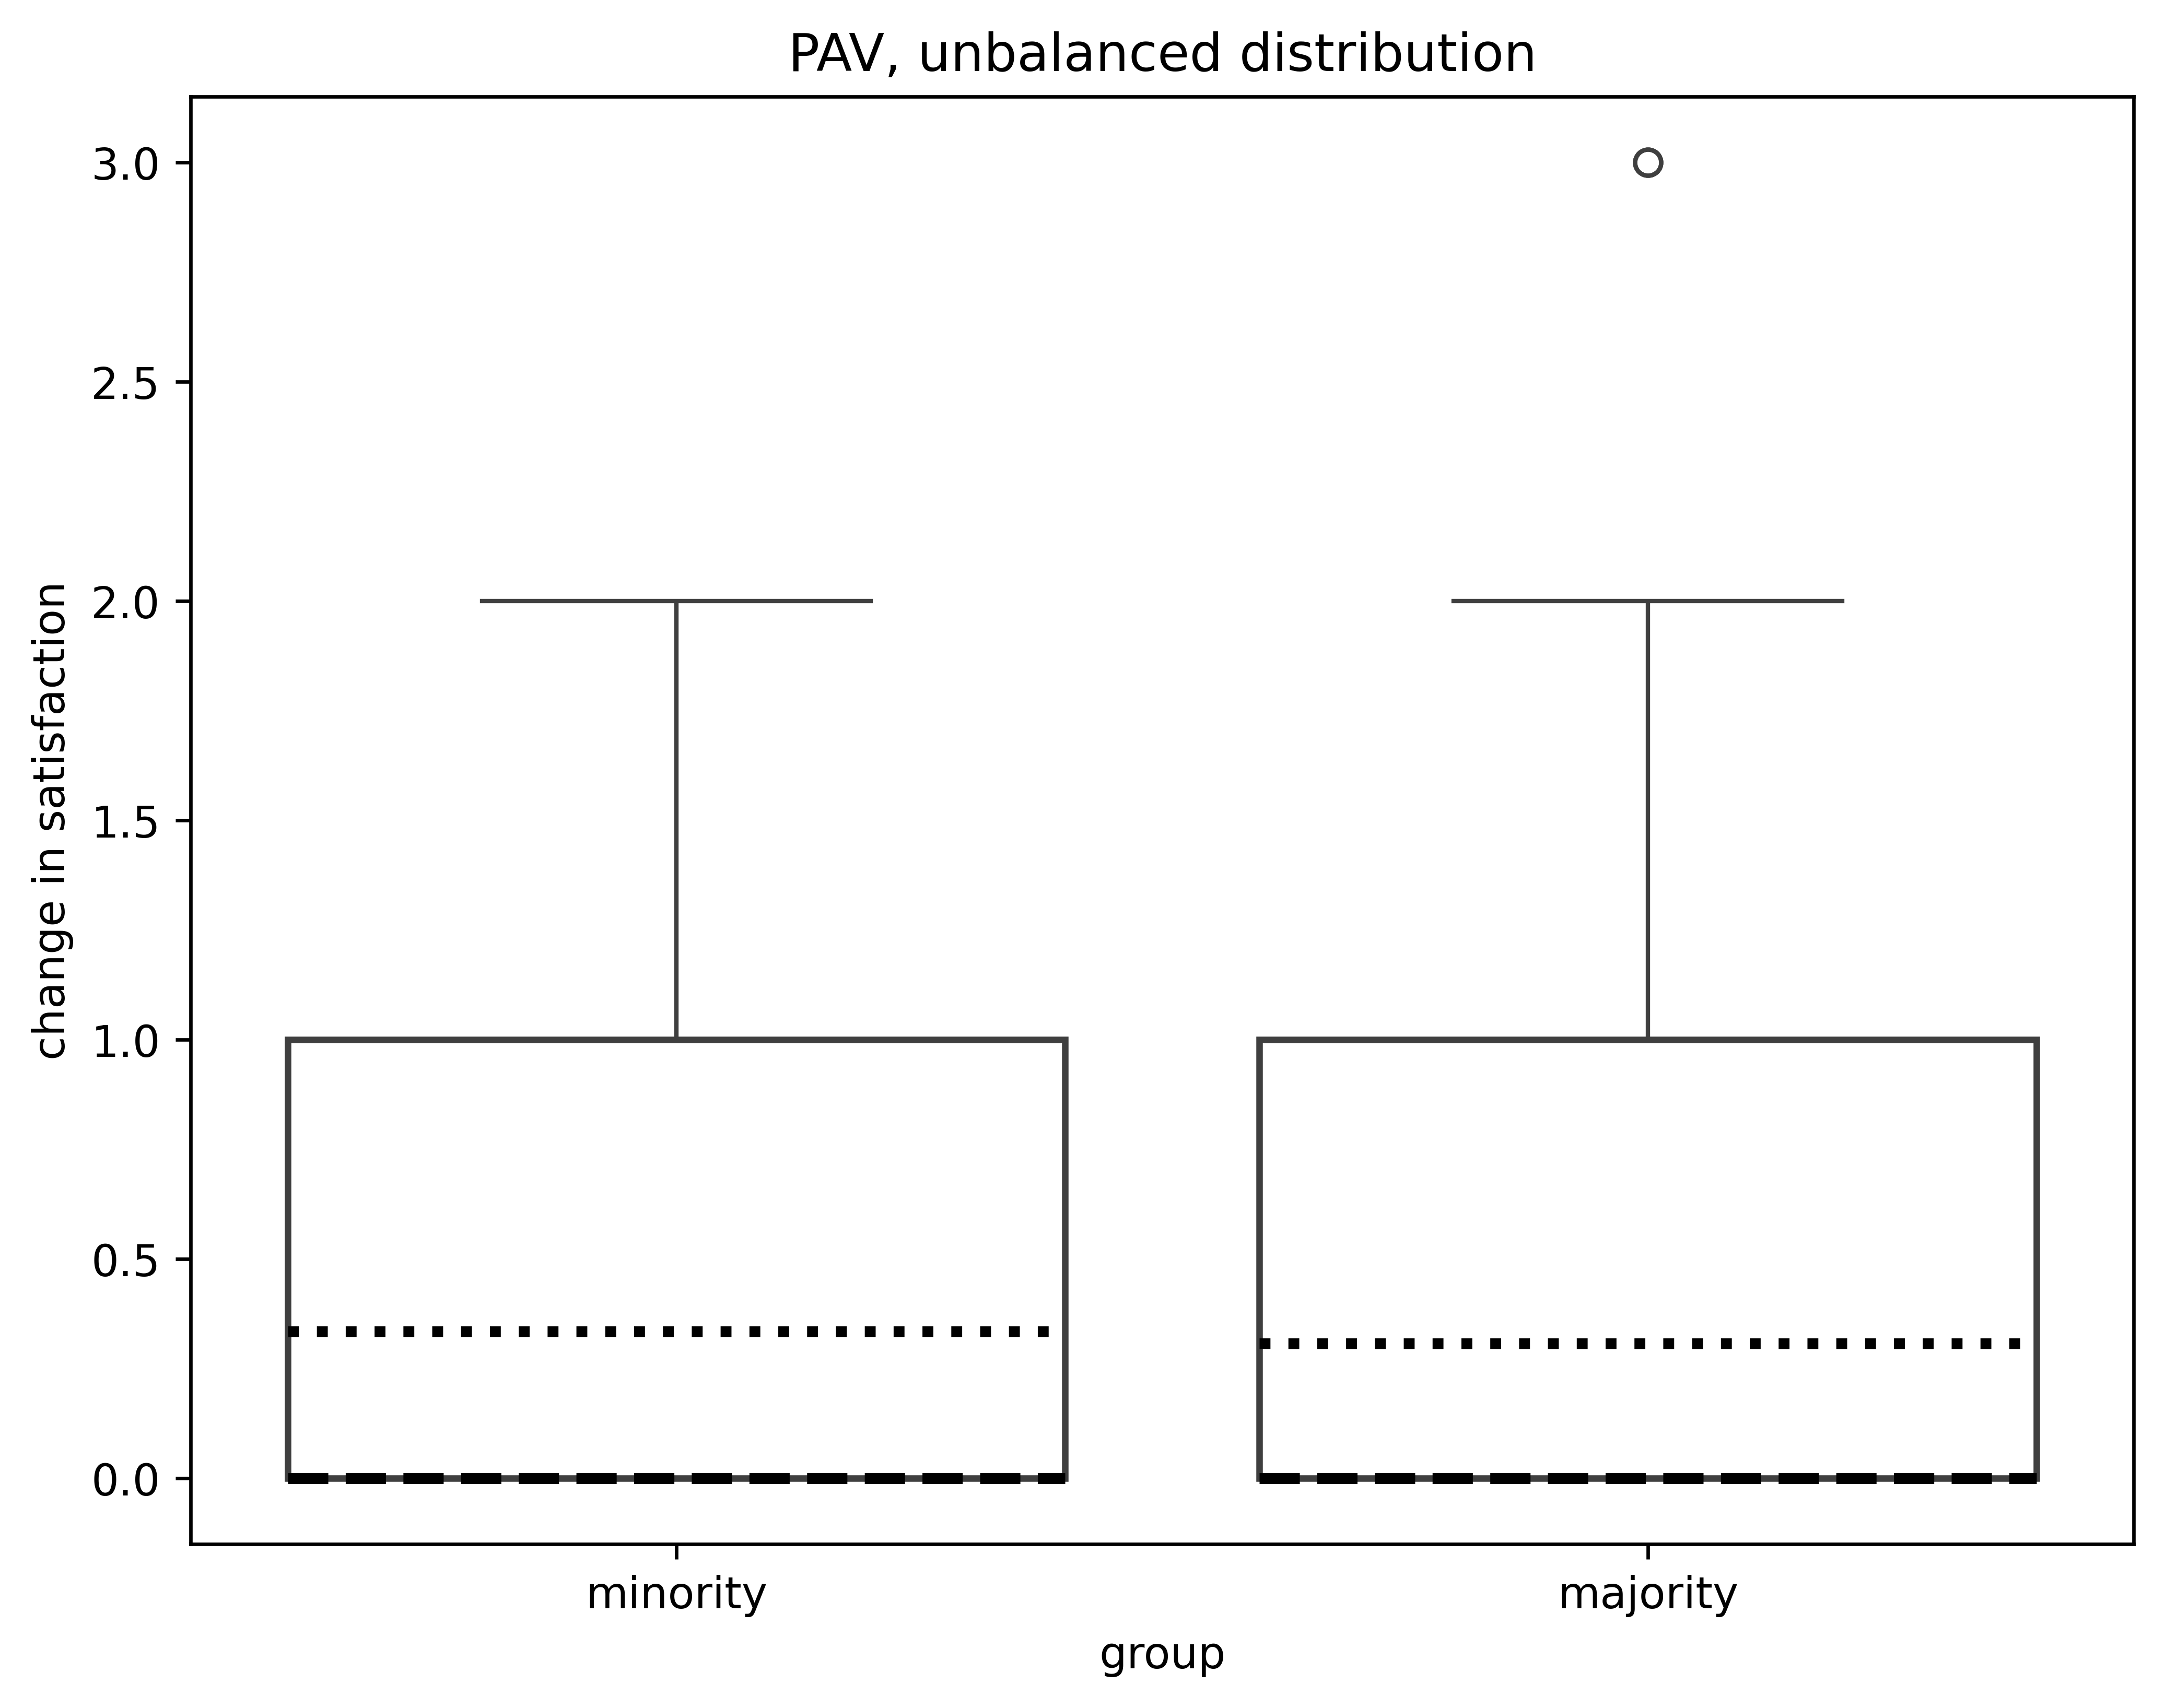 PAV, unbalanced distribution
3.0
2.5
2.0
1.5
1.0
0.5
0.0
change in satisfaction
minority
majority
group